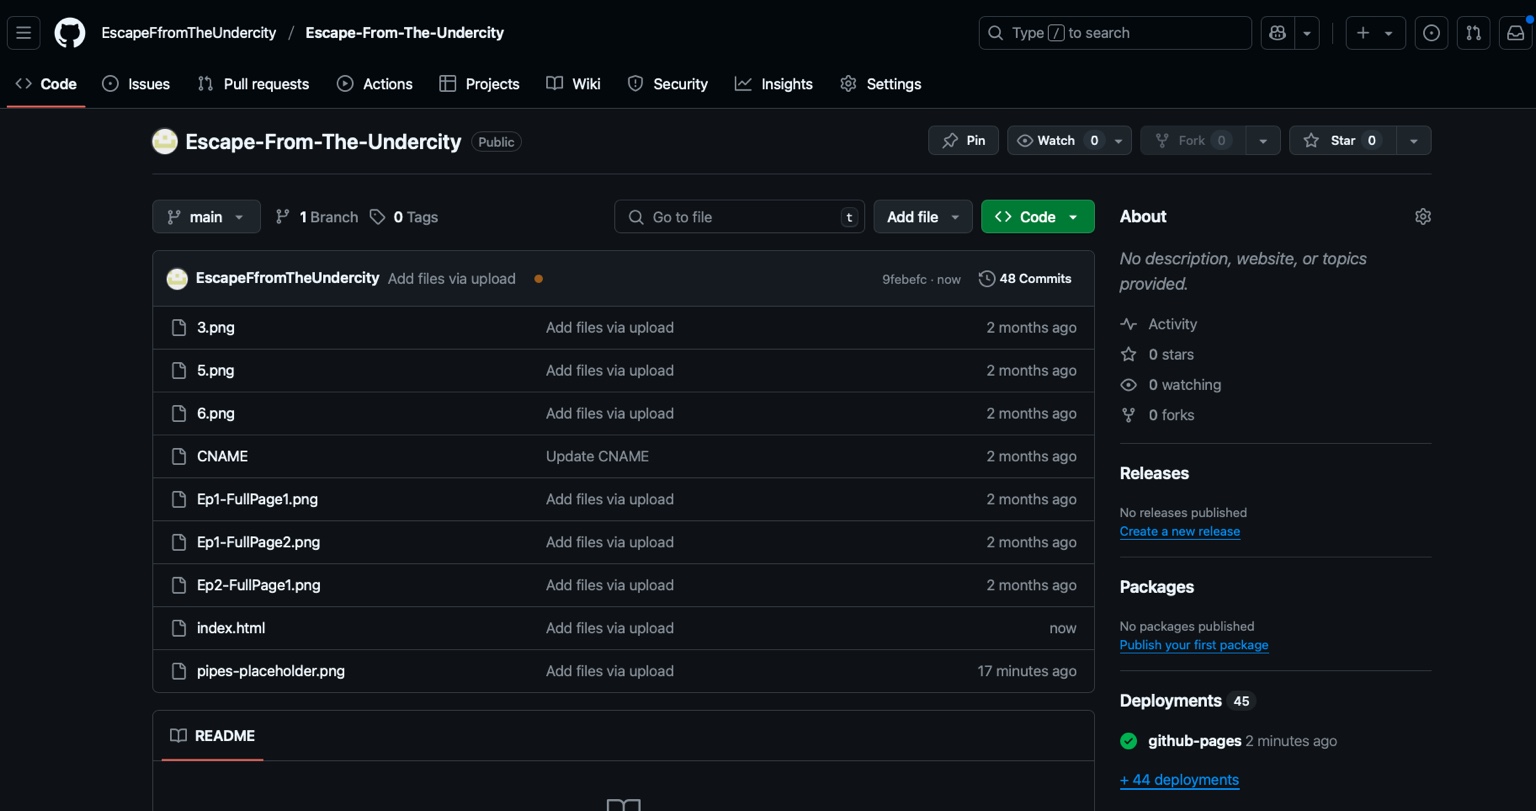 EscapeFfromTheUndercity / Escape-From-The-Undercity
Type / to search
Code Issues Pull requests Actions Projects Wiki Security Insights Settings
Escape-From-The-Undercity Public
Pin Watch 0 Fork 0 Star 0
main 1 Branch 0 Tags
Go to file t
Add file
Code
EscapeFfromTheUndercity Add files via upload 9febefc · now 48 Commits
3.png Add files via upload 2 months ago
5.png Add files via upload 2 months ago
6.png Add files via upload 2 months ago
CNAME Update CNAME 2 months ago
Ep1-FullPage1.png Add files via upload 2 months ago
Ep1-FullPage2.png Add files via upload 2 months ago
Ep2-FullPage1.png Add files via upload 2 months ago
index.html Add files via upload now
pipes-placeholder.png Add files via upload 17 minutes ago
README
About
No description, website, or topics
provided.
Activity
0 stars
0 watching
0 forks
Releases
No releases published
Create a new release
Packages
No packages published
Publish your first package
Deployments 45
github-pages 2 minutes ago
+ 44 deployments